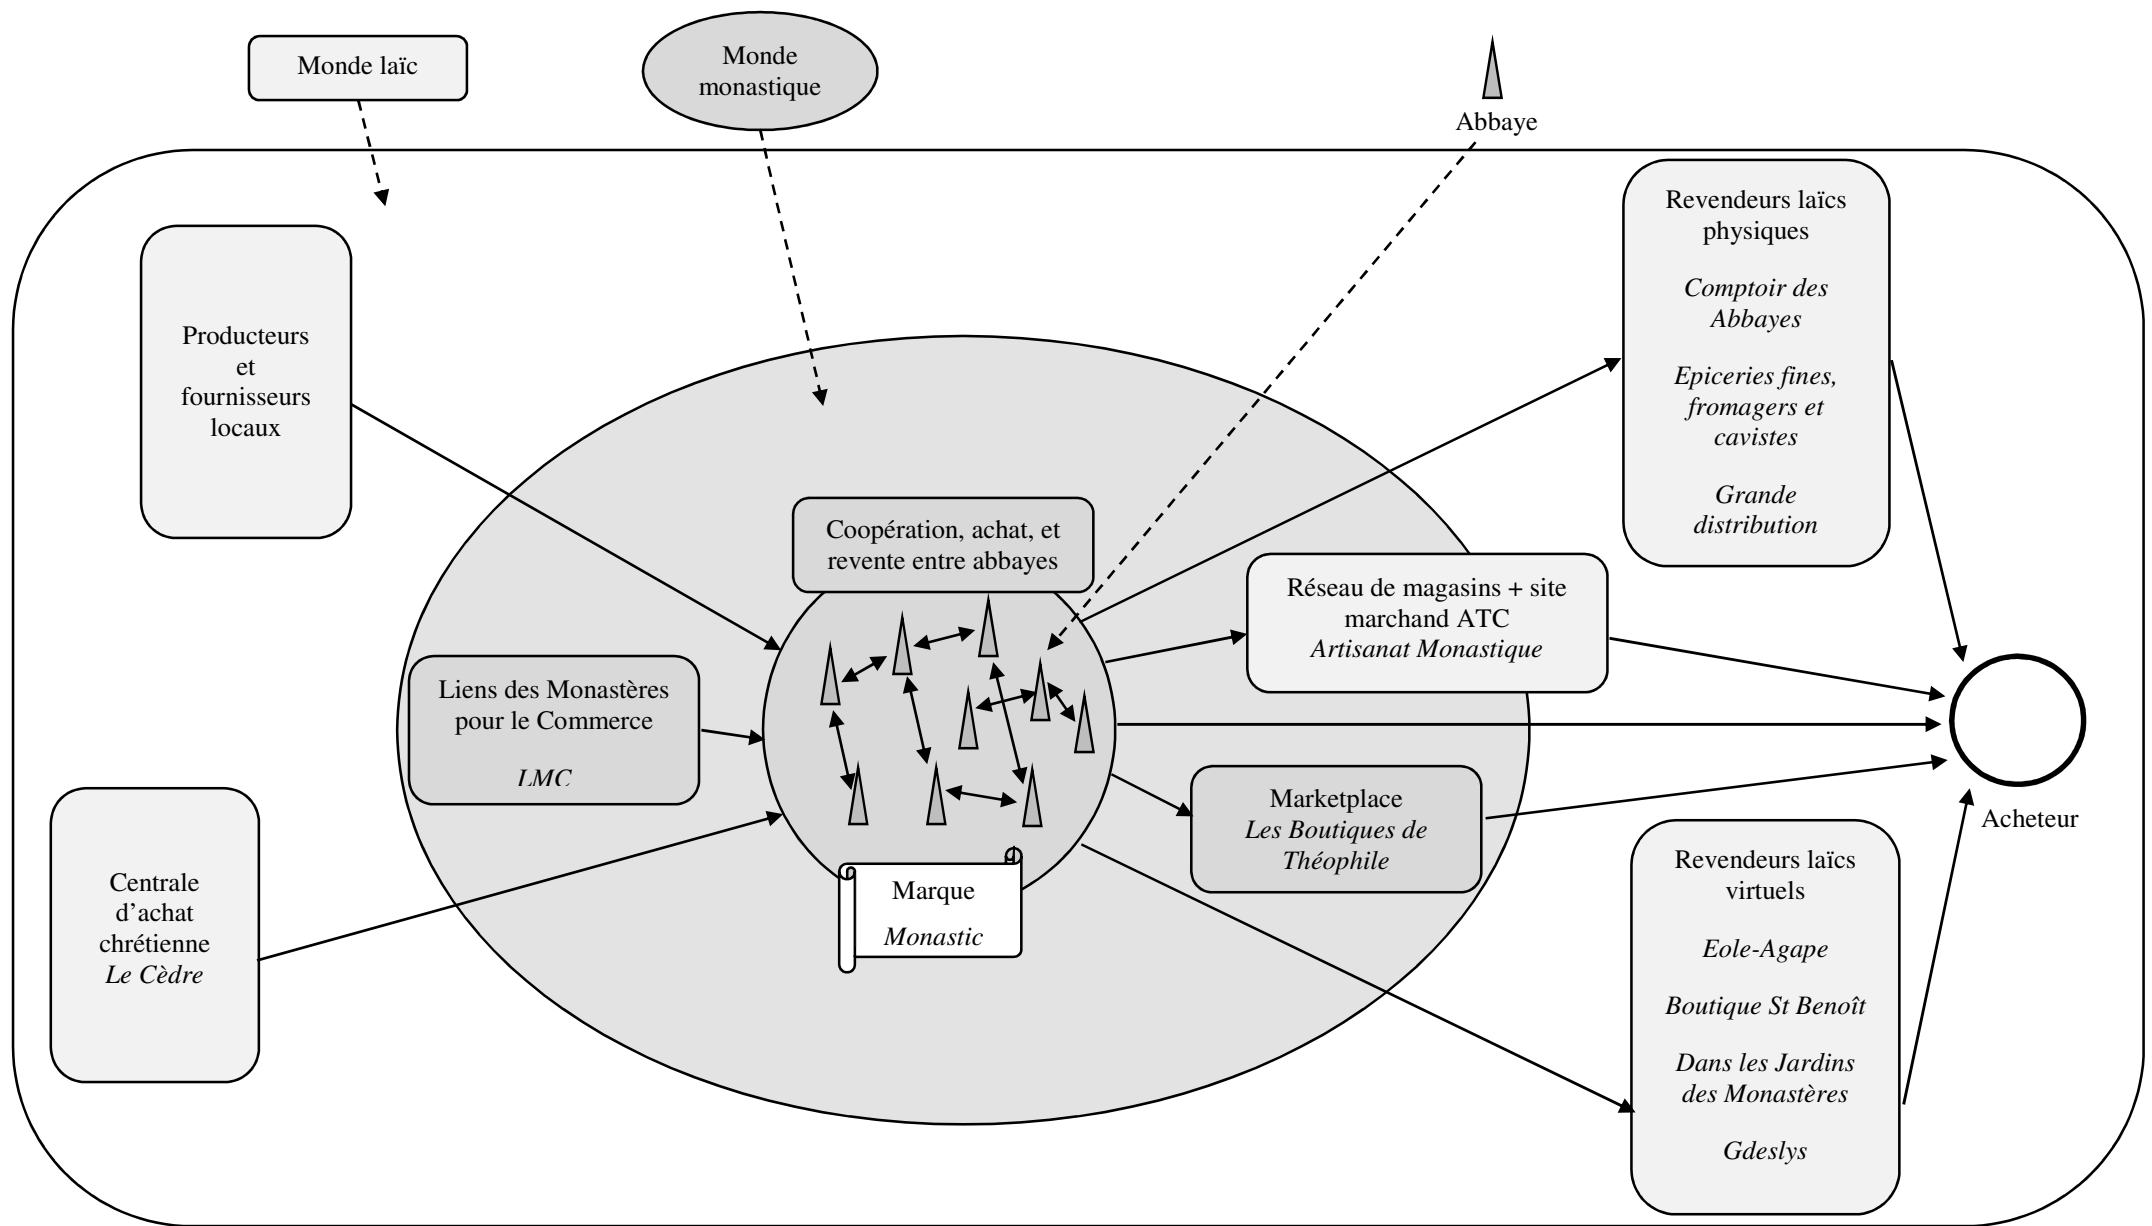 Monde laïc
Monde
monastique
Abbaye
Revendeurs laïcs
physiques
Comptoir des
Abbayes
Epiceries fines,
fromagers et
cavistes
Grande
distribution
Producteurs
et
fournisseurs
locaux
Coopération, achat, et
revente entre abbayes
Réseau de magasins + site
marchand ATC
Artisanat Monastique
Liens des Monastères
pour le Commerce
LMC
Marketplace
Les Boutiques de
Théophile
Acheteur
Centrale
d’achat
chrétienne
Le Cèdre
Marque
Monastic
Revendeurs laïcs
virtuels
Eole-Agape
Boutique St Benoît
Dans les Jardins
des Monastères
Gdeslys